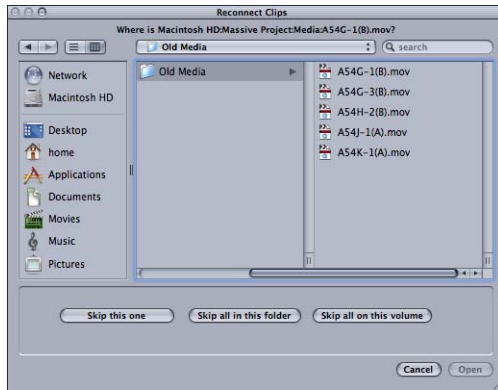 Reconnect Clips
Where is Macintosh HD:Massive Project:Media:A54G-1(B).mov?
Old Media
search
Network
Macintosh HD
Desktop
home
Applications
Documents
Movies
Music
Pictures
Old Media
A54G-1(B).mov
A54G-3(B).mov
A54H-2(B).mov
A54J-1(A).mov
A54K-1(A).mov
Skip this one
Skip all in this folder
Skip all on this volume
Cancel
Open